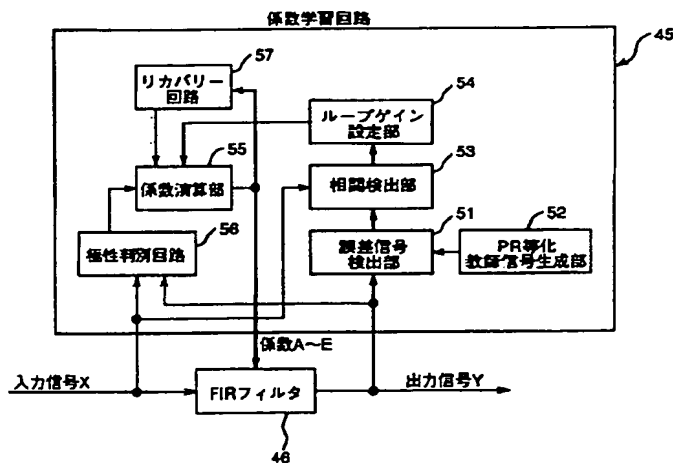 係数学習回路
45
57
リカバリー
回路
54
ループゲイン
設定部
55
係数演算部
53
相関検出部
56
極性判別回路
51
誤差信号
検出部
52
PR等化
教師信号生成部
係数A～E
入力信号X
FIRフィルタ
出力信号Y
46